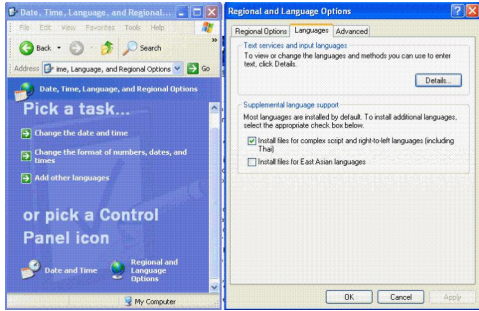 Date, Time, Language, and Regional...
File Edit View Favorites Tools Help
Back Search
Address ime, Language, and Regional Options Go
Date, Time, Language, and Regional Options
Pick a task...
Change the date and time
Change the format of numbers, dates, and
times
Add other languages
or pick a Control
Panel icon
Date and Time
Regional and
Language
Options
My Computer
Regional and Language Options
Regional Options Languages Advanced
Text services and input languages
To view or change the languages and methods you can use to enter
text, click Details.
Details...
Supplemental language support
Most languages are installed by default. To install additional languages,
select the appropriate check box below.
Install files for complex script and right-to-left languages (including
Thai)
Install files for East Asian languages
OK Cancel Apply